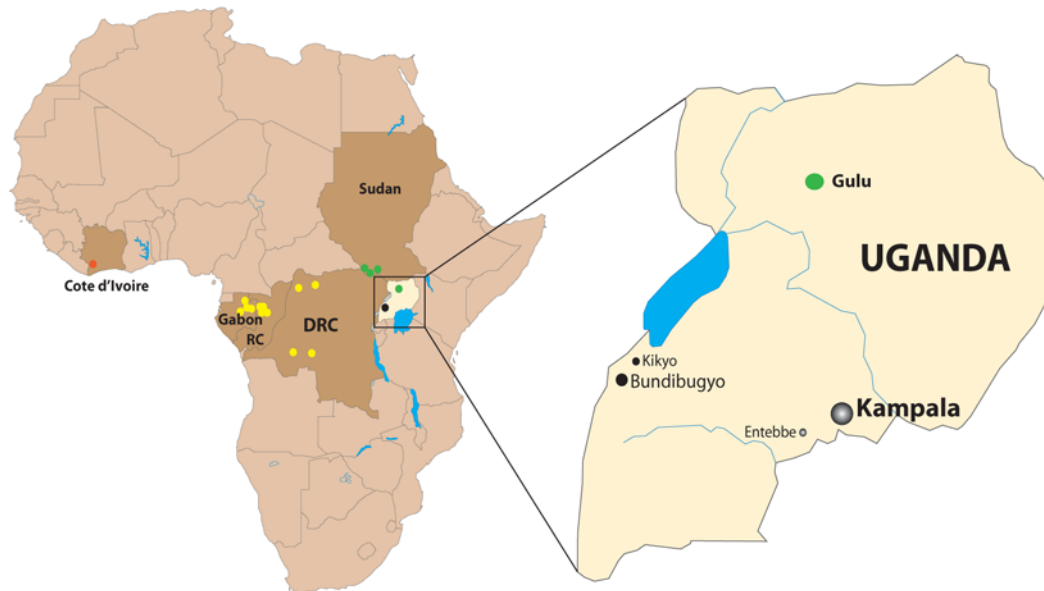 Sudan
Cote d'Ivoire
Gabon
RC
DRC
Gulu
UGANDA
Kikyo
Bundibugyo
Kampala
Entebbe